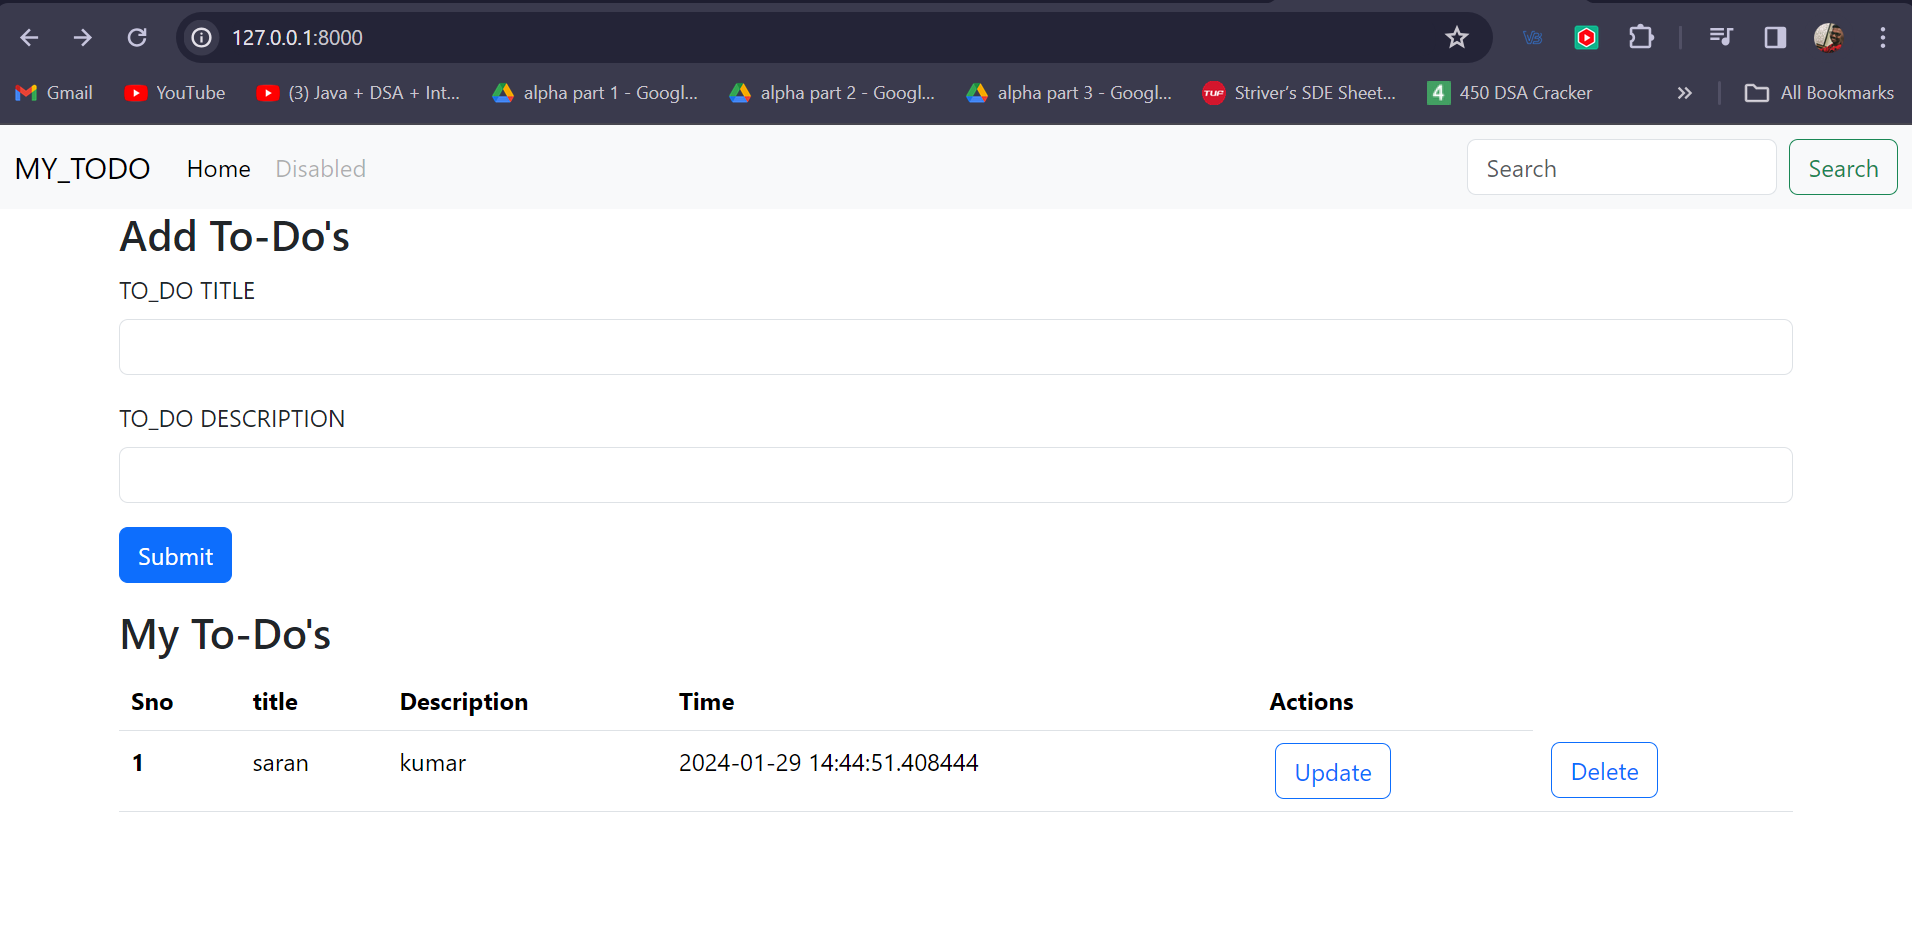 127.0.0.1:8000
Gmail YouTube (3) Java + DSA + Int... alpha part 1 - Googl... alpha part 2 - Googl... alpha part 3 - Googl... TUF Striver's SDE Sheet... 4 450 DSA Cracker » All Bookmarks
MY_TODO Home Disabled Search Search
Add To-Do's
TO_DO TITLE
TO_DO DESCRIPTION
Submit
My To-Do's
Sno title Description Time Actions
1 saran kumar 2024-01-29 14:44:51.408444 Update Delete